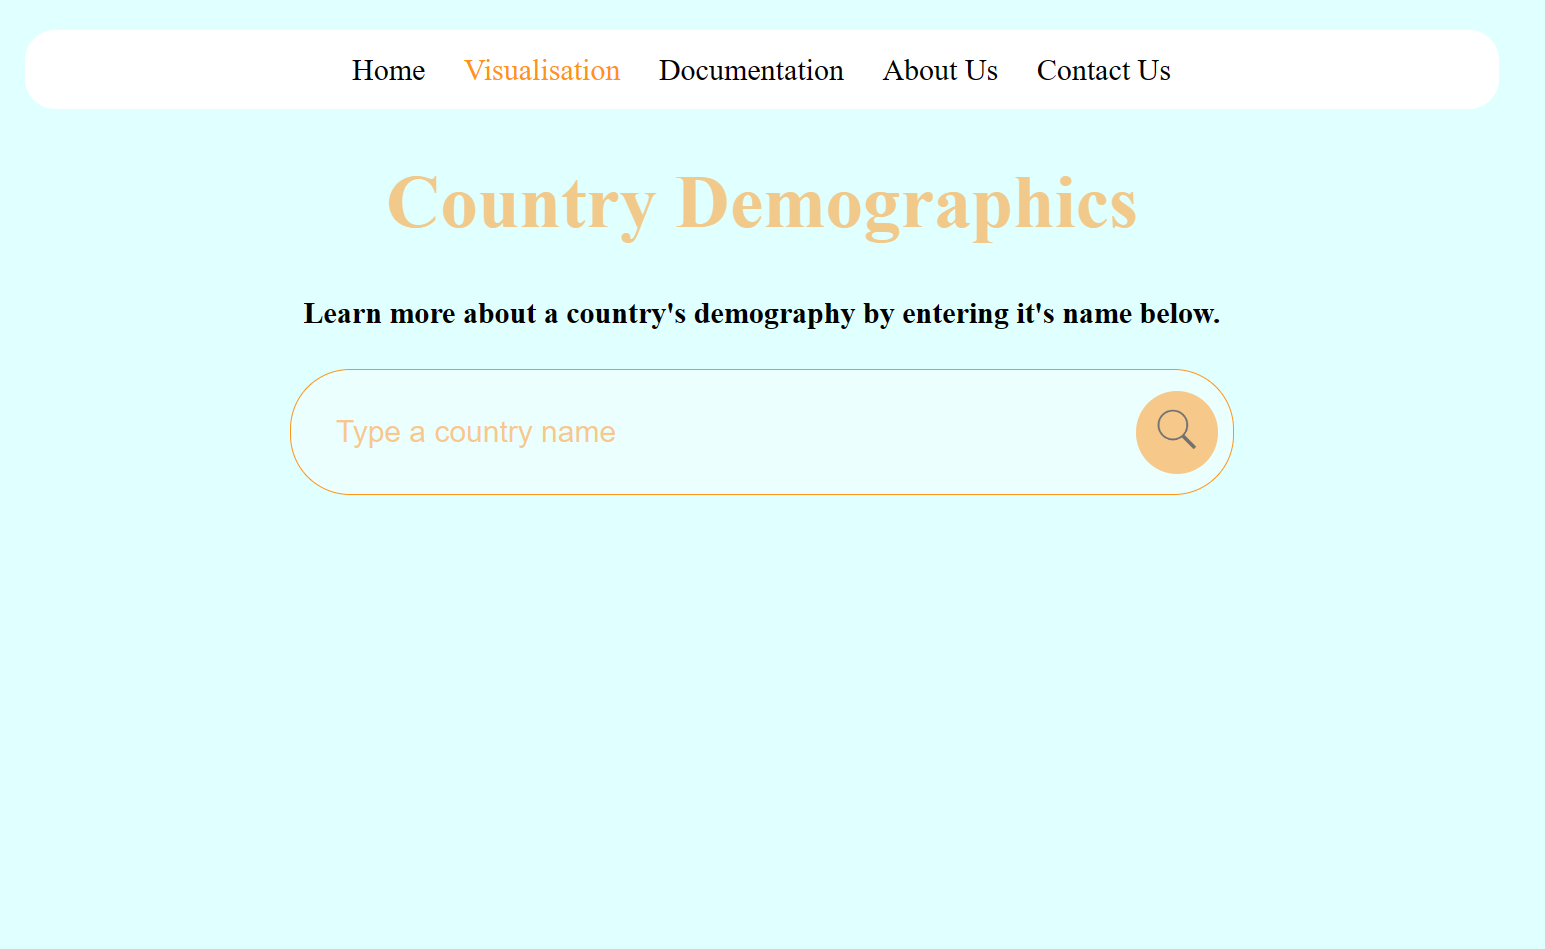 Home Visualisation Documentation About Us Contact Us
Country Demographics
Learn more about a country's demography by entering it's name below.
Type a country name